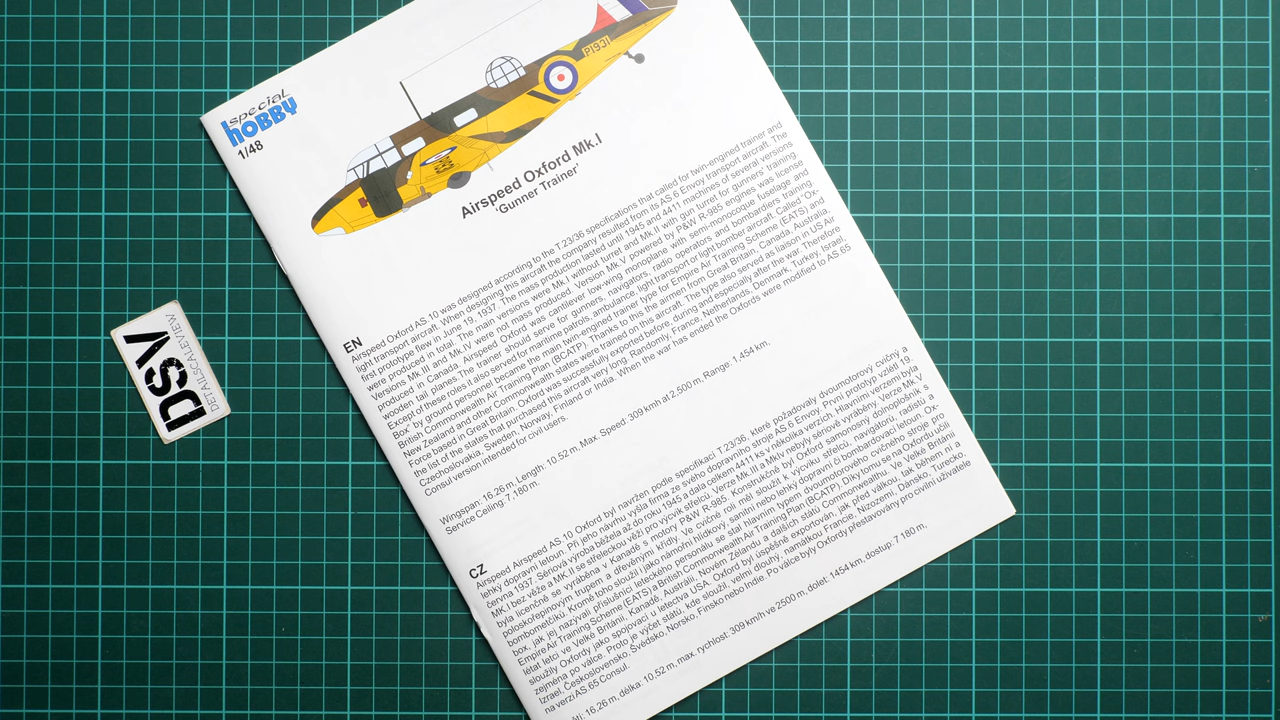 special
hOBBY
1/48
P1931
Airspeed Oxford Mk.I
'Gunner Trainer'
DSV
DETAILSCALEVIEW
EN
Airspeed Oxford AS.10 was designed according to the T.23/36 specifications that called for twin-engined trainer and
light transport aircraft. When designing this aircraft the company resulted from its AS.6 Envoy transport aircraft. The
first prototype flew in June 19, 1937. The mass production lasted until 1945 and 4411 machines of several versions
were produced in total. The main versions were Mk.I without turret and Mk.II with gun turret for gunners' training.
Versions Mk.III and Mk.IV were not mass produced. Version Mk.V powered by P&W R-985 engines was license
produced in Canada. Airspeed Oxford was cantilever low-wing monoplane with semi-monocoque fuselage and
wooden tail planes. The trainer should serve for gunners, navigators, radio operators and bombardiers training.
Except of these roles it also served for maritime patrols, ambulance light transport or light bomber aircraft. Called "Ox-
Box" by ground personnel became the main twin-engined trainer type for Empire Air Training Scheme (EATS) and
British Commonwealth Air Training Plan (BCATP). Thanks to this the airmen from Great Britain, Canada, Australia,
New Zealand and other Commonwealth states were trained on this aircraft. The type also served as liaison in US Air
Force based in Great Britain. Oxford was successfully exported before, during and especially after the war. Therefore
the list of the states that purchased this aircraft very long. Randomly, France, Netherlands, Denmark, Turkey, Israel,
Czechoslovakia, Sweden, Norway, Finland or India. When the war has ended the Oxfords were modified to AS.65
Consul version intended for civil users.
Wingspan: 16.26 m, Length: 10.52 m, Max. Speed: 309 kmh at 2,500 m, Range: 1.454 km,
Service Ceiling: 7.180 m.
CZ
Airspeed Airspeed AS.10 Oxford byl navržen podle specifikací T.23/36, které požadovaly dvoumotorový cvičný a
lehký dopravní letoun. Při jeho návrhu vyšla firma ze svého dopravního stroje AS.6 Envoy. První prototyp vzlétl 19.
června 1937. Sériová výroba běžela až do roku 1945 a dala celkem 4411 ks v několika verzích. Hlavními verzemi byla
MK.I bez věže a MK.II se střeleckou věží pro výcvik střelců. Verze Mk.III a MkIv nebyly sérově vyráběny. Verze Mk.V
byla licenčně se vyráběna v Kanadě s motory P&W R-985. Konstrukčně byl Oxford samonosný dolnoplošník s
poloskořepinovým trupem a dřevěnými křídly. Ve cvičné roli měl sloužit k výcviku střelců, navigátorů, radistů a
bombometčíků. Kromě toho sloužil i jako námořní hlídkový, sanitní nebo lehký dopravní či bombardovací letoun. Ox-
box, jak jej nazývali příslušníci leteckého personálu se stal hlavním typem dvoumotorového cvičného stroje pro
Empire Air Training Scheme (EATS) a British Commonwealth Air Training Plan (BCATP). Díky tomu se na Oxfordu učili
létat letci ve Velké Británii, Kanadě, Austrálii, Novém Zélandu a dalších států Commonwealthu. Ve Velké Británii
sloužily Oxfordy jako spojovací u letectva USA. Oxford byl úspěšně exportován, jak před válkou, tak během ní a
zejména po válce. Proto je výčet států, kde sloužil, velmi dlouhý, namátkou Francie, Nizozemí, Dánsko, Turecko,
Izrael, Československo, Švédsko, Norsko, Finsko nebo Indie. Po válce byly Oxfordy přestavovány pro civilní uživatele
na verzi AS.65 Consul.
16,26 m, délka: 10,52 m, max. rychlost: 309 km/h ve 2500 m, dolet: 1454 km, dostup: 7 180 m,